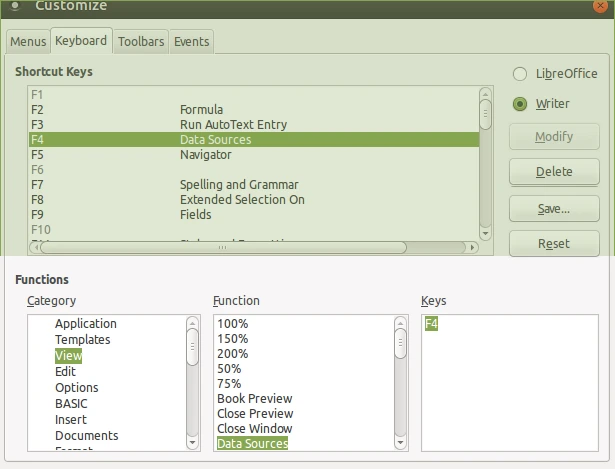 Customize
Menus Keyboard Toolbars Events
Shortcut Keys
LibreOffice
Writer
Modify
Delete
Save...
Reset
F1
F2 Formula
F3 Run AutoText Entry
F4 Data Sources
F5 Navigator
F6
F7 Spelling and Grammar
F8 Extended Selection On
F9 Fields
F10
Functions
Category
Application
Templates
View
Edit
Options
BASIC
Insert
Documents
Function
100%
150%
200%
50%
75%
Book Preview
Close Preview
Close Window
Data Sources
Keys
F4